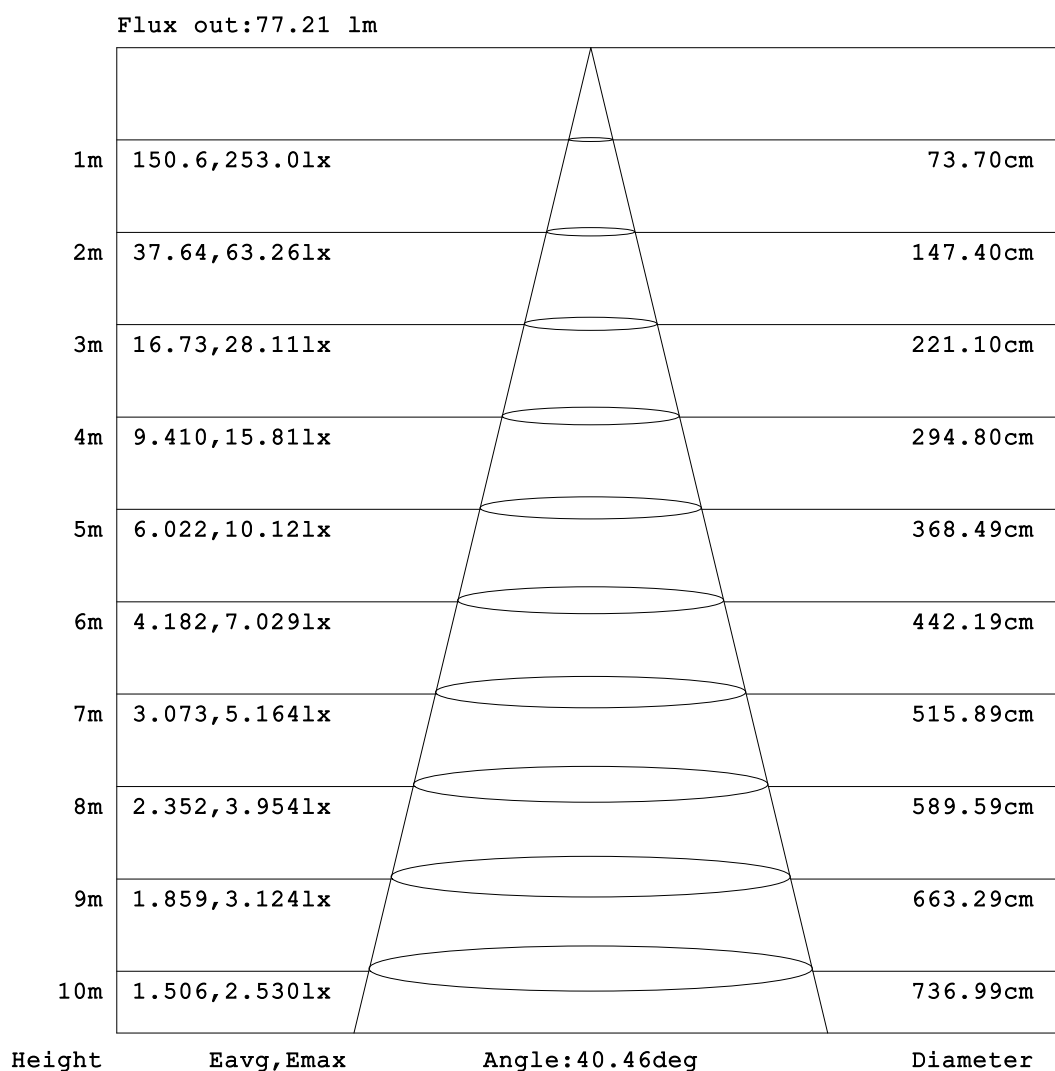 Flux out:77.21 lm
1m 150.6,253.0lx 73.70cm
2m 37.64,63.26lx 147.40cm
3m 16.73,28.11lx 221.10cm
4m 9.410,15.81lx 294.80cm
5m 6.022,10.12lx 368.49cm
6m 4.182,7.029lx 442.19cm
7m 3.073,5.164lx 515.89cm
8m 2.352,3.954lx 589.59cm
9m 1.859,3.124lx 663.29cm
10m 1.506,2.530lx 736.99cm
Height Eavg,Emax Angle:40.46deg Diameter